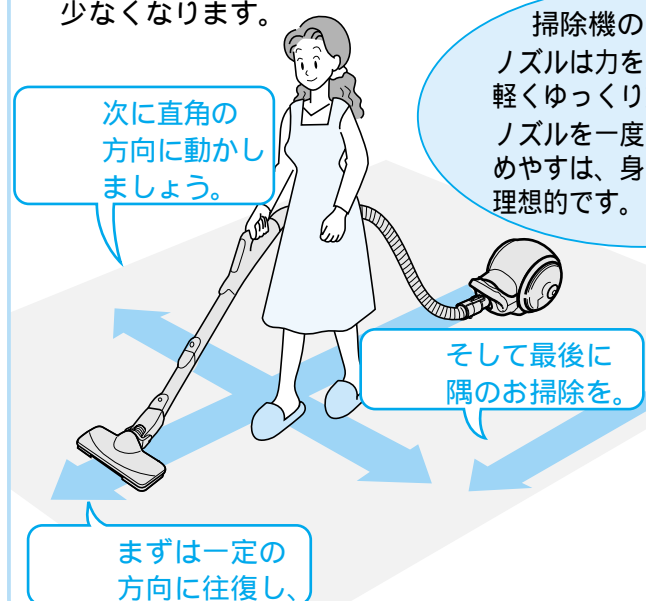 少なくなります。
掃除機の
ノズルは力を
軽くゆっくり
ノズルを一度
めやすは、身
理想的です。
次に直角の
方向に動かし
ましょう。
そして最後に
隅のお掃除を。
まずは一定の
方向に往復し、